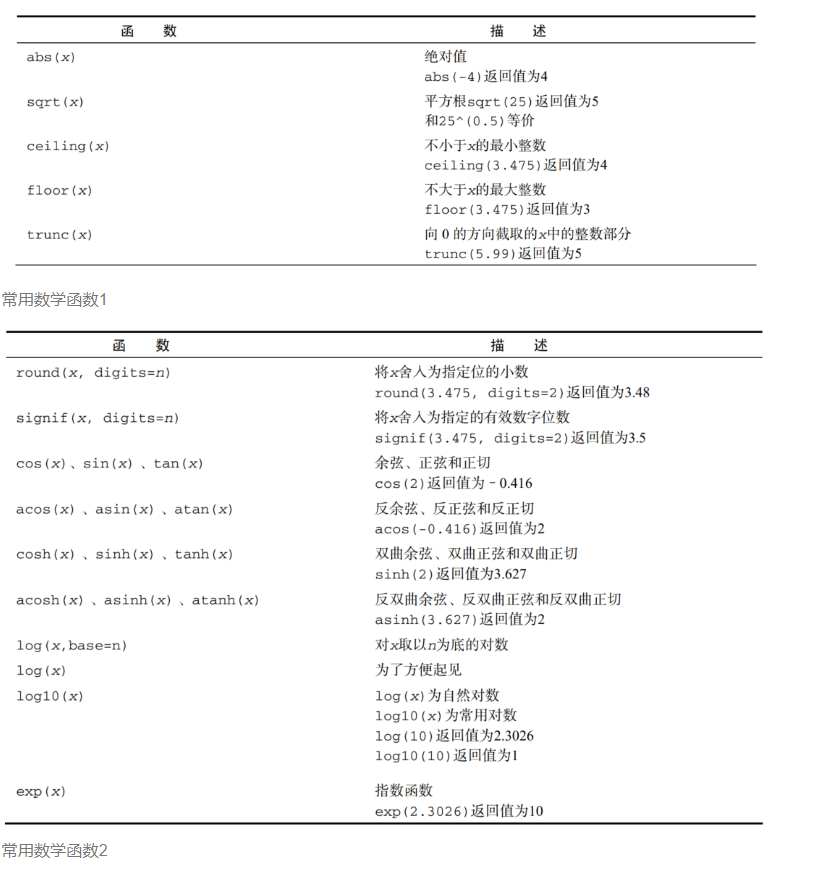 函 数 描 述
abs(x) 绝对值
abs(-4)返回值为4
sqrt(x) 平方根sqrt(25)返回值为5
和25^(0.5)等价
ceiling(x) 不小于x的最小整数
ceiling(3.475)返回值为4
floor(x) 不大于x的最大整数
floor(3.475)返回值为3
trunc(x) 向 0 的方向截取的x中的整数部分
trunc(5.99)返回值为5
常用数学函数1
函 数 描 述
round(x, digits=n) 将x舍入为指定位的小数
round(3.475, digits=2)返回值为3.48
signif(x, digits=n) 将x舍入为指定的有效数字位数
signif(3.475, digits=2)返回值为3.5
cos(x)、sin(x)、tan(x) 余弦、正弦和正切
cos(2)返回值为–0.416
acos(x)、asin(x)、atan(x) 反余弦、反正弦和反正切
acos(-0.416)返回值为2
cosh(x)、sinh(x)、tanh(x) 双曲余弦、双曲正弦和双曲正切
sinh(2)返回值为3.627
acosh(x)、asinh(x)、atanh(x) 反双曲余弦、反双曲正弦和反双曲正切
asinh(3.627)返回值为2
log(x,base=n) 对x取以n为底的对数
log(x) 为了方便起见
log10(x) log(x)为自然对数
log10(x)为常用对数
log(10)返回值为2.3026
log10(10)返回值为1
exp(x) 指数函数
exp(2.3026)返回值为10
常用数学函数2